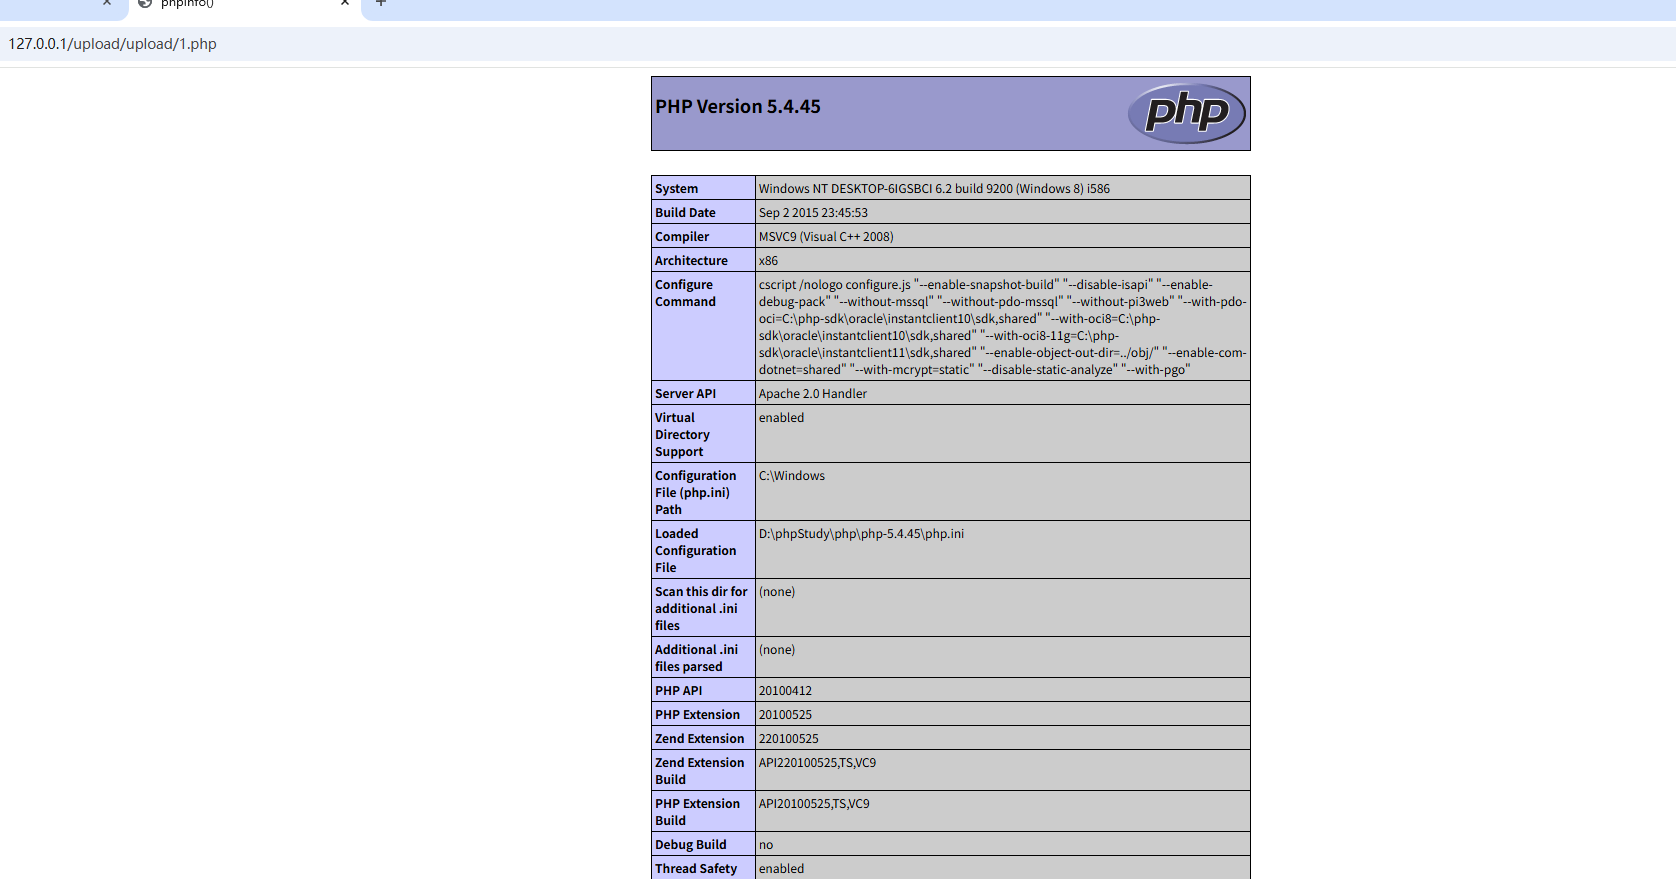 phpinfo()
127.0.0.1/upload/upload/1.php
PHP Version 5.4.45
php
System
Windows NT DESKTOP-6IGSBCI 6.2 build 9200 (Windows 8) i586
Build Date
Sep 2 2015 23:45:53
Compiler
MSVC9 (Visual C++ 2008)
Architecture
x86
Configure
Command
cscript /nologo configure.js "--enable-snapshot-build" "--disable-isapi" "--enable-
debug-pack" "--without-mssql" "--without-pdo-mssql" "--without-pi3web" "--with-pdo-
oci=C:\php-sdk\oracle\instantclient10\sdk,shared" "--with-oci8=C:\php-
sdk\oracle\instantclient10\sdk,shared" "--with-oci8-11g=C:\php-
sdk\oracle\instantclient11\sdk,shared" "--enable-object-out-dir=../obj/" "--enable-com-
dotnet=shared" "--with-mcrypt=static" "--disable-static-analyze" "--with-pgo"
Server API
Apache 2.0 Handler
Virtual
Directory
Support
enabled
Configuration
File (php.ini)
Path
C:\Windows
Loaded
Configuration
File
D:\phpStudy\php\php-5.4.45\php.ini
Scan this dir for
additional .ini
files
(none)
Additional .ini
files parsed
(none)
PHP API
20100412
PHP Extension
20100525
Zend Extension
220100525
Zend Extension
Build
API220100525,TS,VC9
PHP Extension
Build
API20100525,TS,VC9
Debug Build
no
Thread Safety
enabled